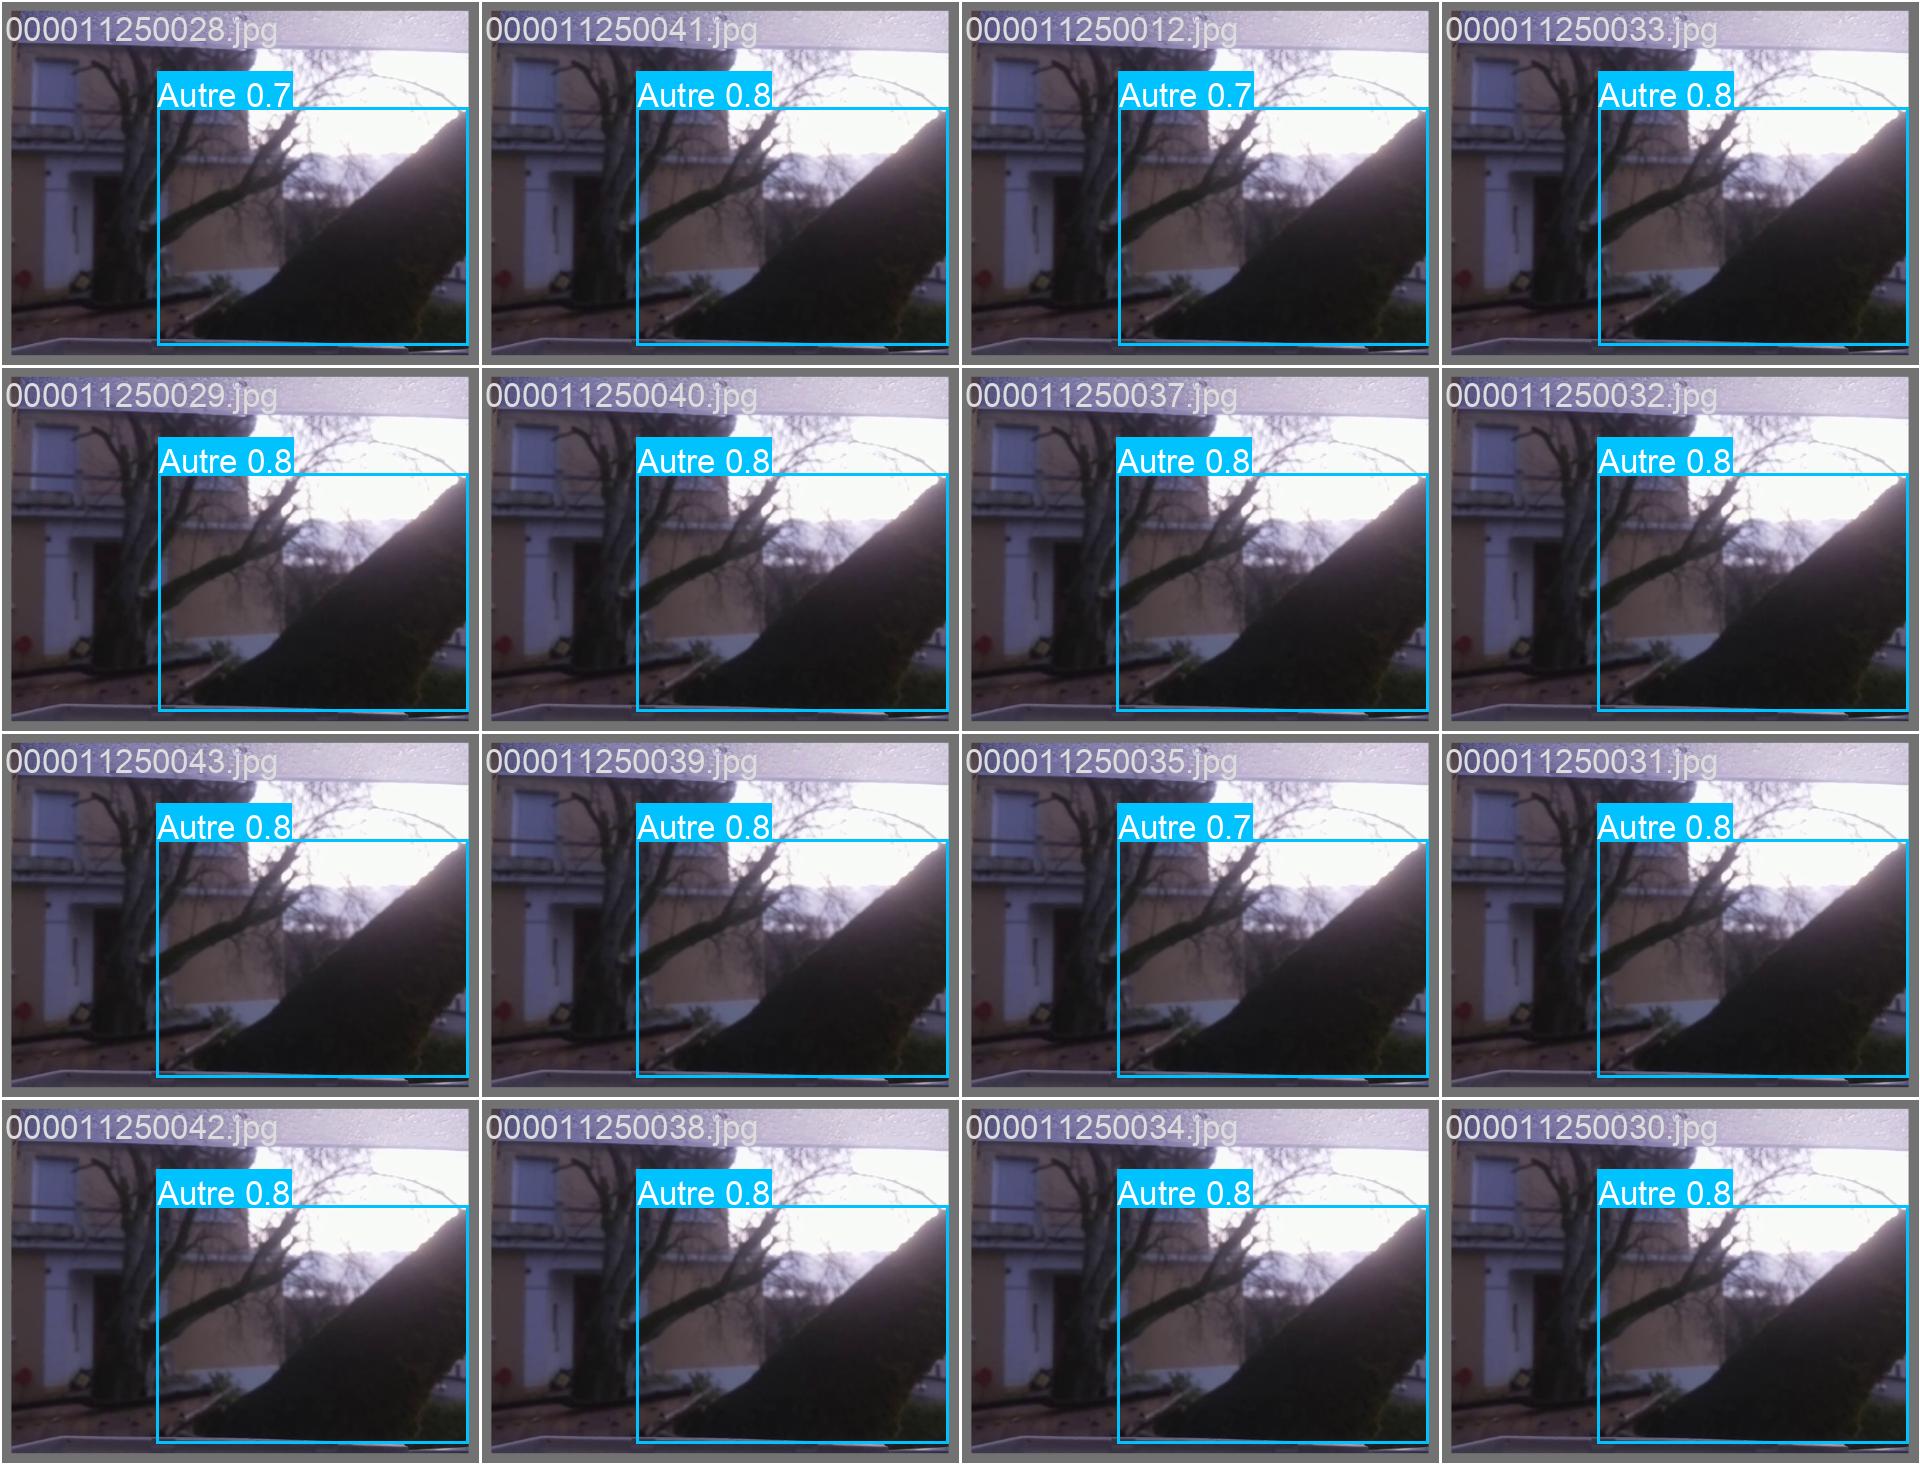 000011250028.jpg
Autre 0.7
000011250041.jpg
Autre 0.8
000011250012.jpg
Autre 0.7
000011250033.jpg
Autre 0.8
000011250029.jpg
Autre 0.8
000011250040.jpg
Autre 0.8
000011250037.jpg
Autre 0.8
000011250032.jpg
Autre 0.8
000011250043.jpg
Autre 0.8
000011250039.jpg
Autre 0.8
000011250035.jpg
Autre 0.7
000011250031.jpg
Autre 0.8
000011250042.jpg
Autre 0.8
000011250038.jpg
Autre 0.8
000011250034.jpg
Autre 0.8
000011250030.jpg
Autre 0.8